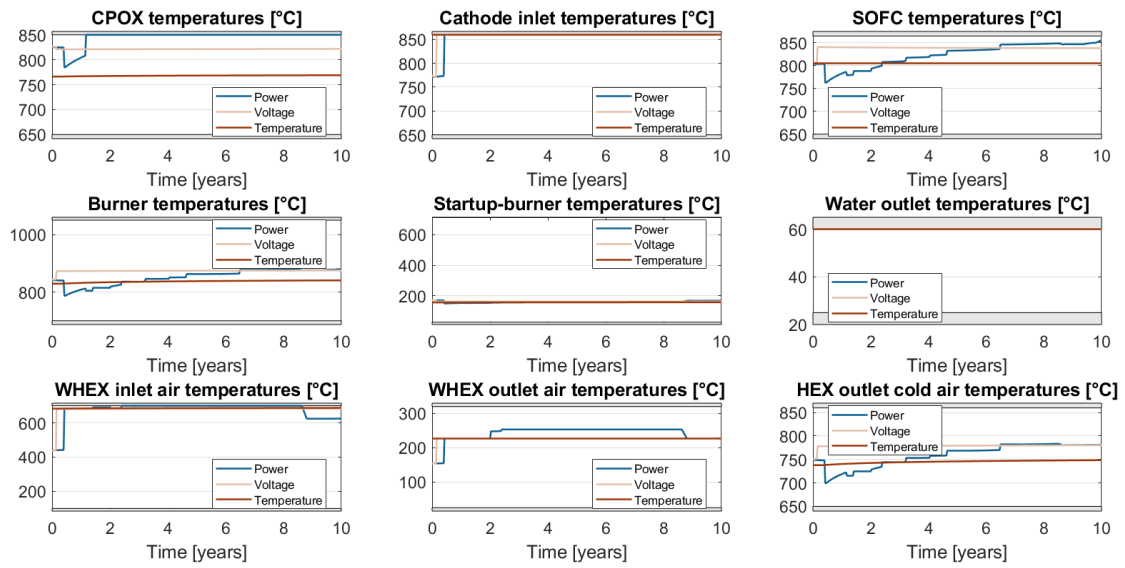 CPOX temperatures [°C]
850
800
750
700
650
Power
Voltage
Temperature
0 2 4 6 8 10
Time [years]
Cathode inlet temperatures [°C]
850
800
750
700
650
Power
Voltage
Temperature
0 2 4 6 8 10
Time [years]
SOFC temperatures [°C]
850
800
750
700
650
Power
Voltage
Temperature
0 2 4 6 8 10
Time [years]
Burner temperatures [°C]
1000
800
Power
Voltage
Temperature
0 2 4 6 8 10
Time [years]
Startup-burner temperatures [°C]
600
400
200
Power
Voltage
Temperature
0 2 4 6 8 10
Time [years]
Water outlet temperatures [°C]
60
40
20
Power
Voltage
Temperature
0 2 4 6 8 10
Time [years]
WHEX inlet air temperatures [°C]
600
400
200
Power
Voltage
Temperature
0 2 4 6 8 10
Time [years]
WHEX outlet air temperatures [°C]
300
200
100
Power
Voltage
Temperature
0 2 4 6 8 10
Time [years]
HEX outlet cold air temperatures [°C]
850
800
750
700
650
Power
Voltage
Temperature
0 2 4 6 8 10
Time [years]